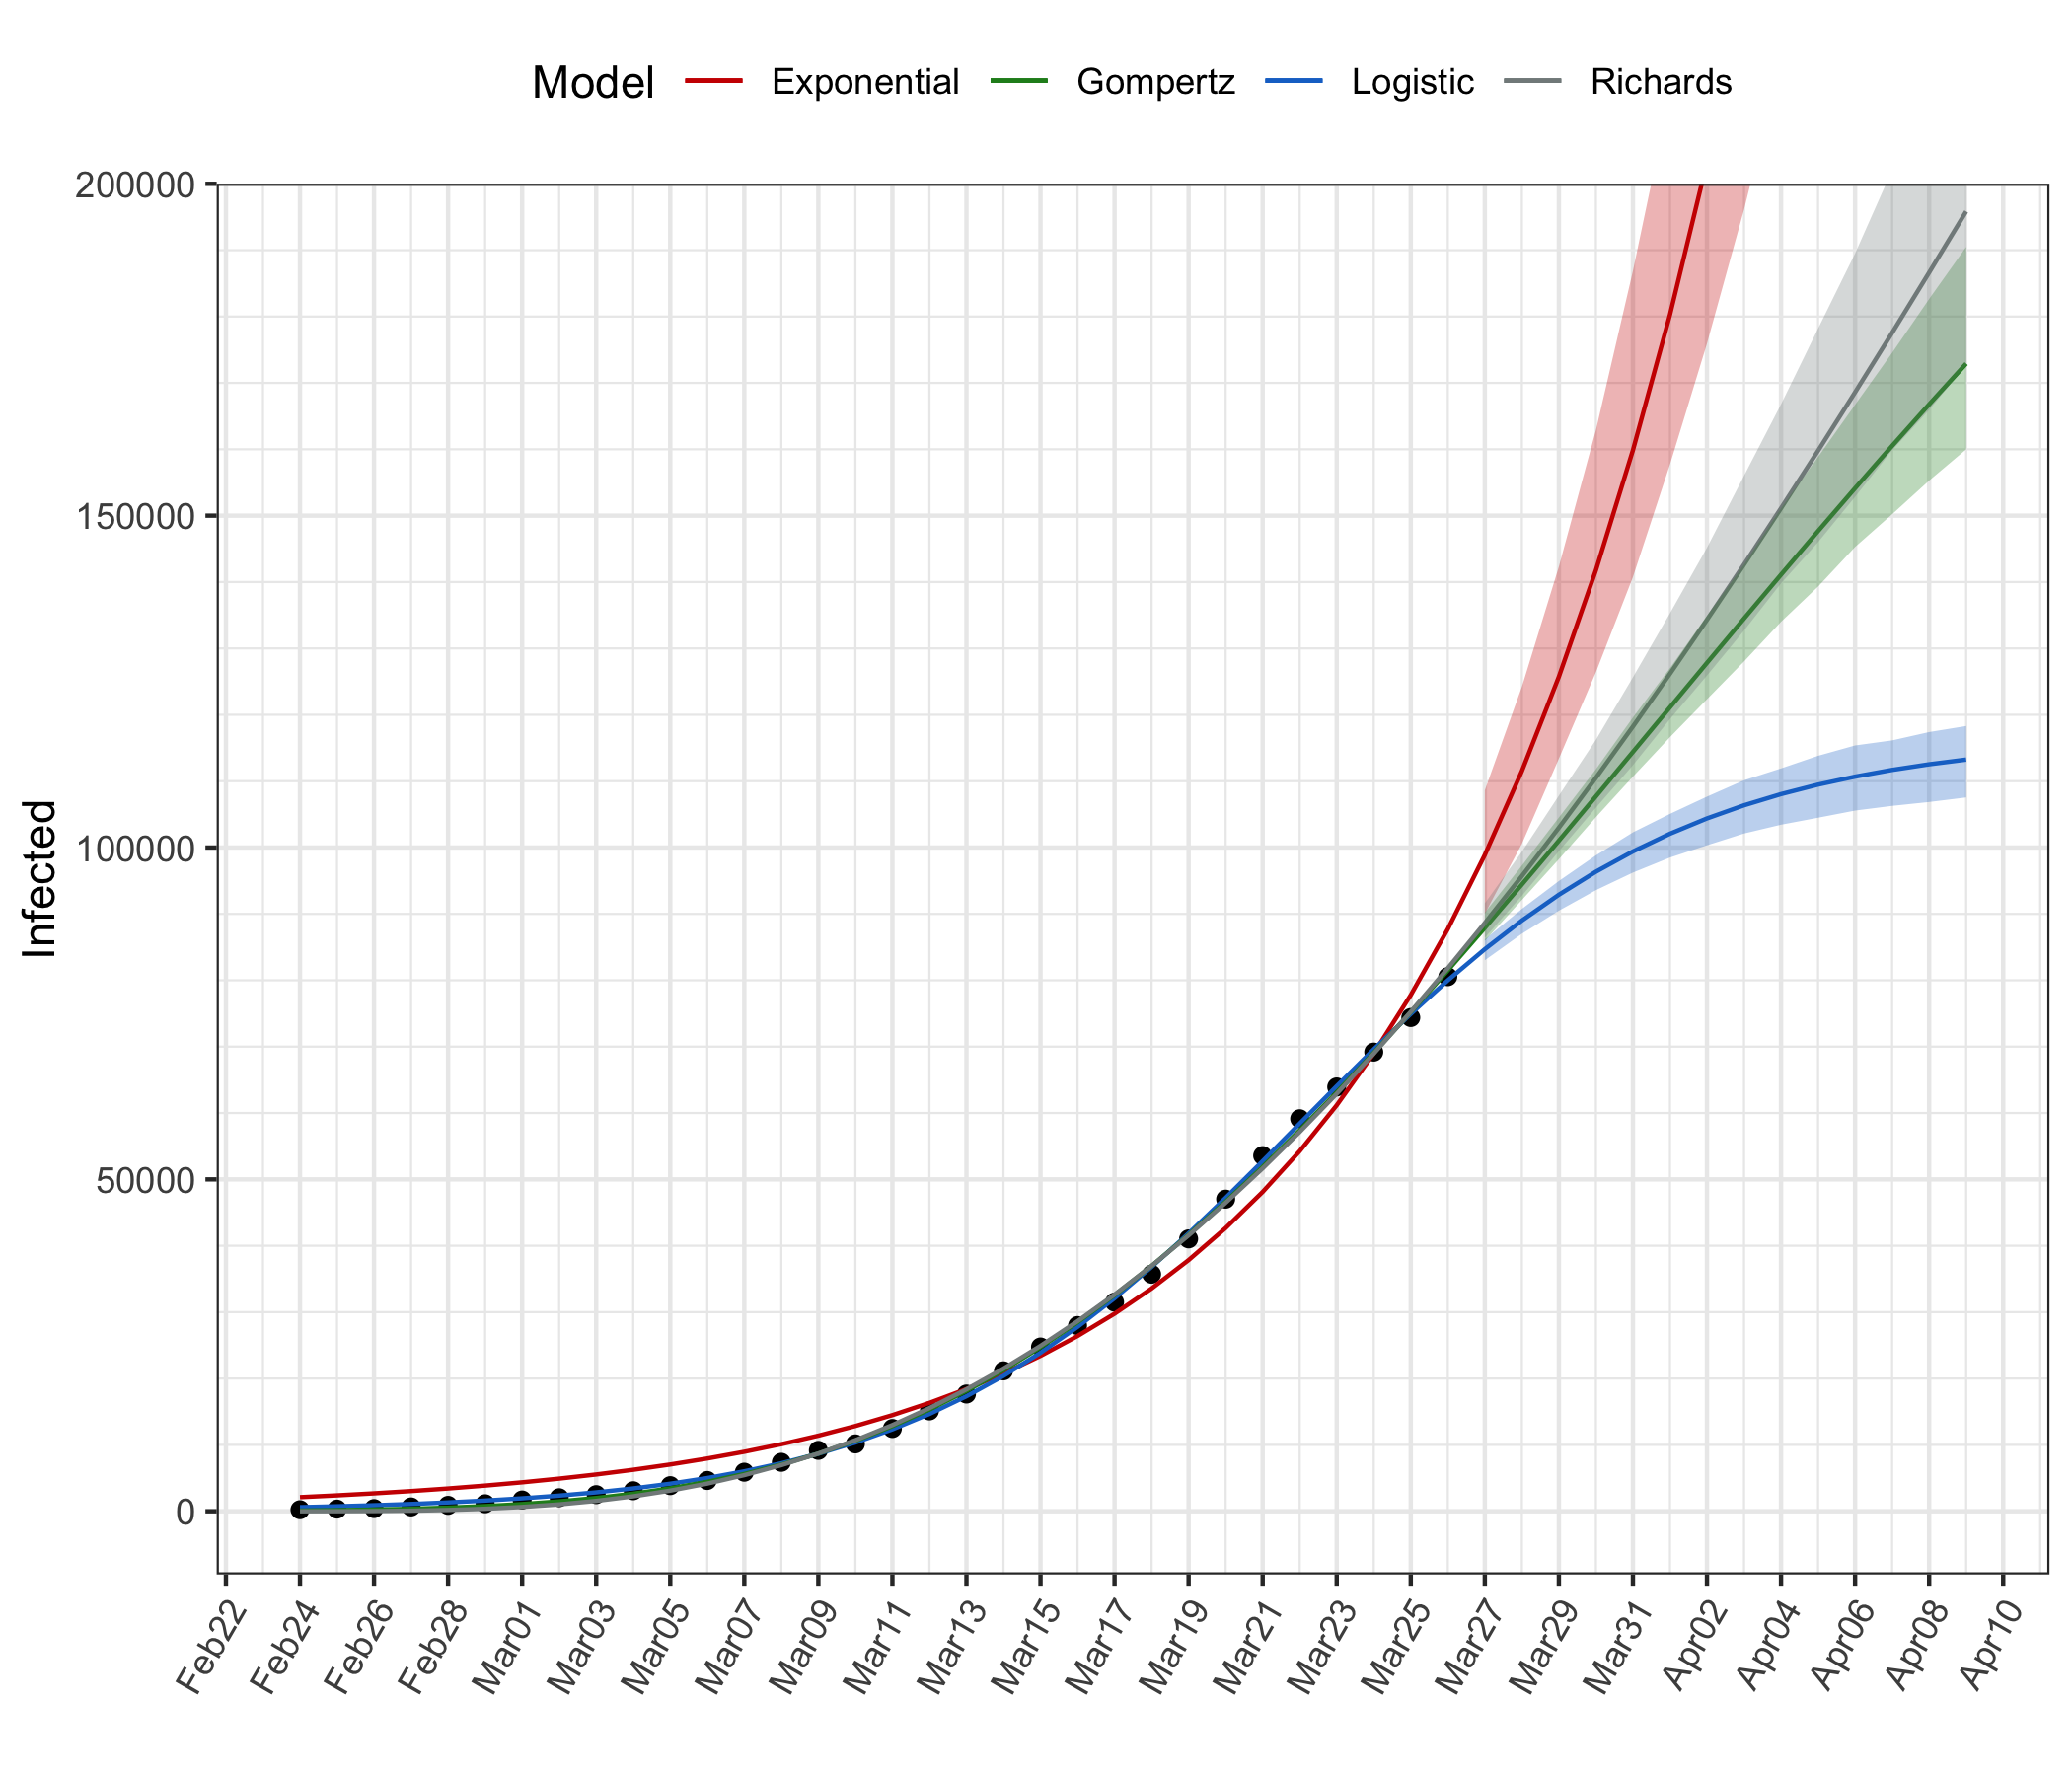 Model Exponential Gompertz Logistic Richards
200000
150000
100000
50000
0
Infected
Feb22 Feb24 Feb26 Feb28 Mar01 Mar03 Mar05 Mar07 Mar09 Mar11 Mar13 Mar15 Mar17 Mar19 Mar21 Mar23 Mar25 Mar27 Mar29 Mar31 Apr02 Apr04 Apr06 Apr08 Apr10